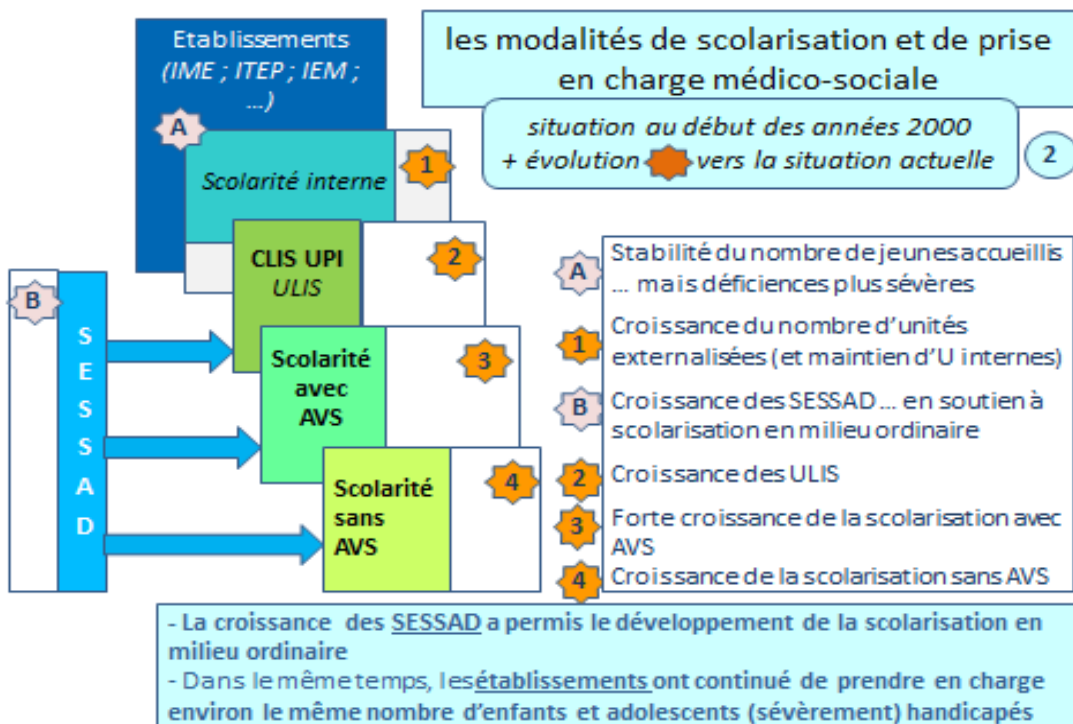 Etablissements
(IME ; ITEP ; IEM ;
...)
les modalités de scolarisation et de prise
en charge médico-sociale
situation au début des années 2000
+ évolution vers la situation actuelle
2
A
Scolarité interne
1
CLIS UPI
ULIS
2
B
SESSAD
Scolarité
avec
AVS
3
Scolarité
sans
AVS
4
A
Stabilité du nombre de jeunes accueillis
... mais déficiences plus sévères
1
Croissance du nombre d'unités
externalisées (et maintien d'U internes)
B
Croissance des SESSAD ... en soutien à
scolarisation en milieu ordinaire
2
Croissance des ULIS
3
Forte croissance de la scolarisation avec
AVS
4
Croissance de la scolarisation sans AVS
- La croissance des SESSAD a permis le développement de la scolarisation en
milieu ordinaire
- Dans le même temps, les établissements ont continué de prendre en charge
environ le même nombre d'enfants et adolescents (sévèrement) handicapés